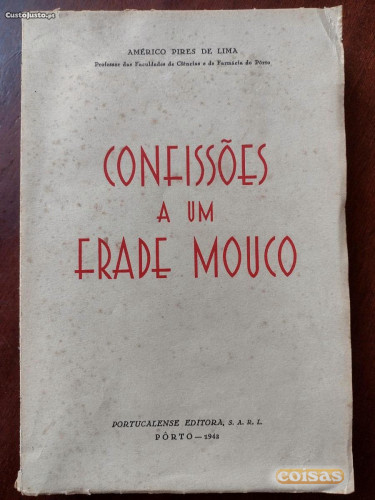 CustoJusto.pt
AMÉRICO PIRES DE LIMA
Professor das Faculdades de Ciências e de Farmácia do Pôrto
CONFISSÕES
A UM
FRADE MOUCO
PORTUCALENSE EDITORA, S. A. R. L.
PÔRTO — 1943
coisas